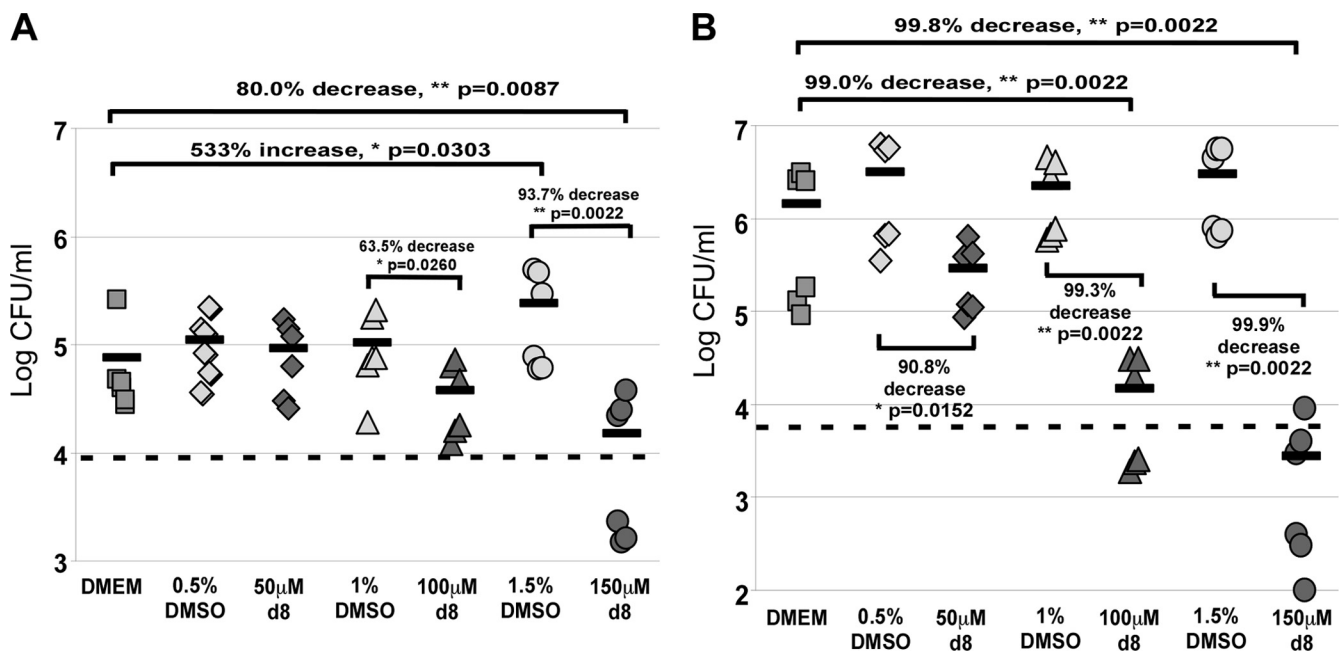 A
80.0% decrease, ** p=0.0087
533% increase, * p=0.0303
93.7% decrease
** p=0.0022
63.5% decrease
* p=0.0260
Log CFU/ml
7
6
5
4
3
DMEM
0.5%
DMSO
50µM
d8
1%
DMSO
100µM
d8
1.5%
DMSO
150µM
d8
B
99.8% decrease, ** p=0.0022
99.0% decrease, ** p=0.0022
90.8%
decrease
* p=0.0152
99.3%
decrease
** p=0.0022
99.9%
decrease
** p=0.0022
Log CFU/ml
7
6
5
4
3
2
DMEM
0.5%
DMSO
50µM
d8
1%
DMSO
100µM
d8
1.5%
DMSO
150µM
d8